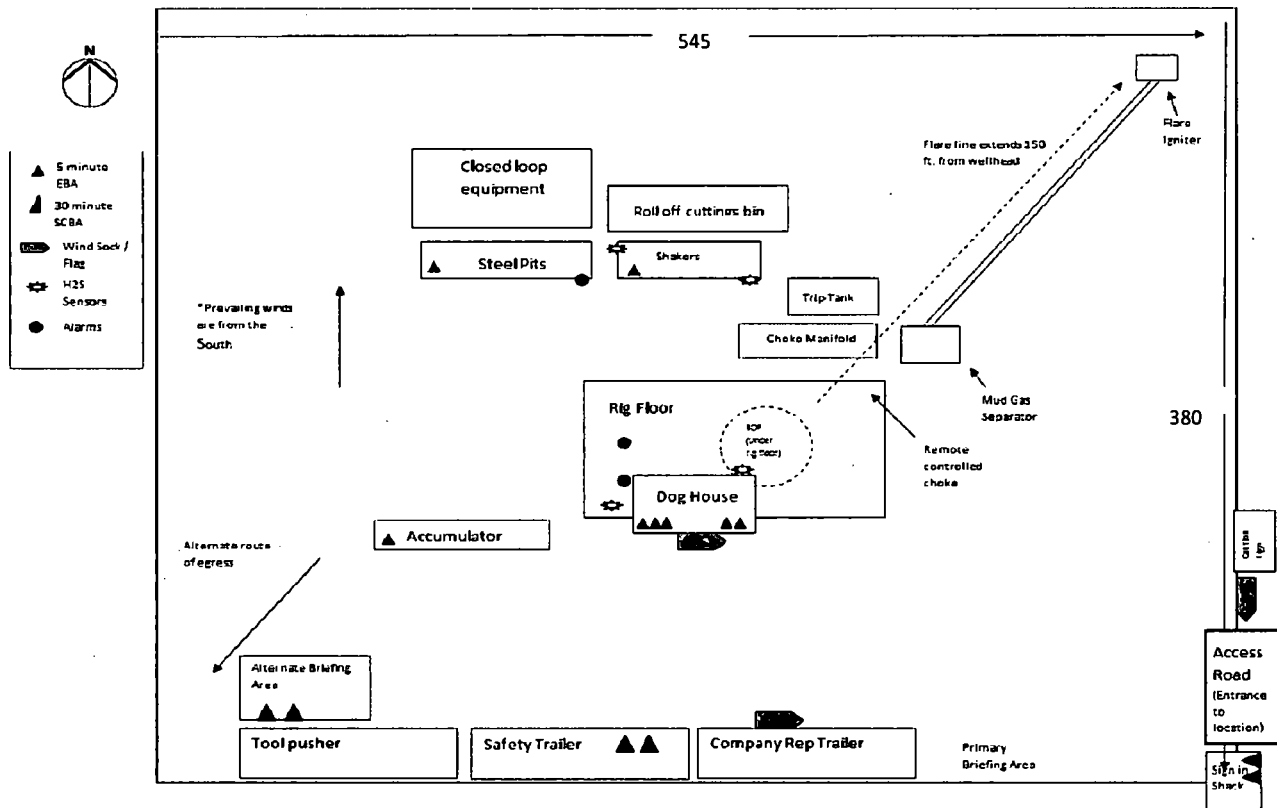 545
N
5 minute
EBA
30 minute
SCBA
Wind Sock /
Flag
H2S
Sensors
Alarms
Flare
Igniter
Flare line extends 150
ft. from wellhead
Closed loop
equipment
Roll off cuttings bin
Steel Pits
Shakers
*Prevailing winds
are from the
South
Trip Tank
Choke Manifold
Mud Gas
Separator
380
Rig Floor
BOP
(Under
rig floor)
Remote
controlled
choke
Dog House
Accumulator
Alternate route
of egress
Caution
sign
Access
Road
(Entrance
to
location)
Alternate Briefing
Area
Tool pusher
Safety Trailer
Company Rep Trailer
Primary
Briefing Area
Sign in
Shack